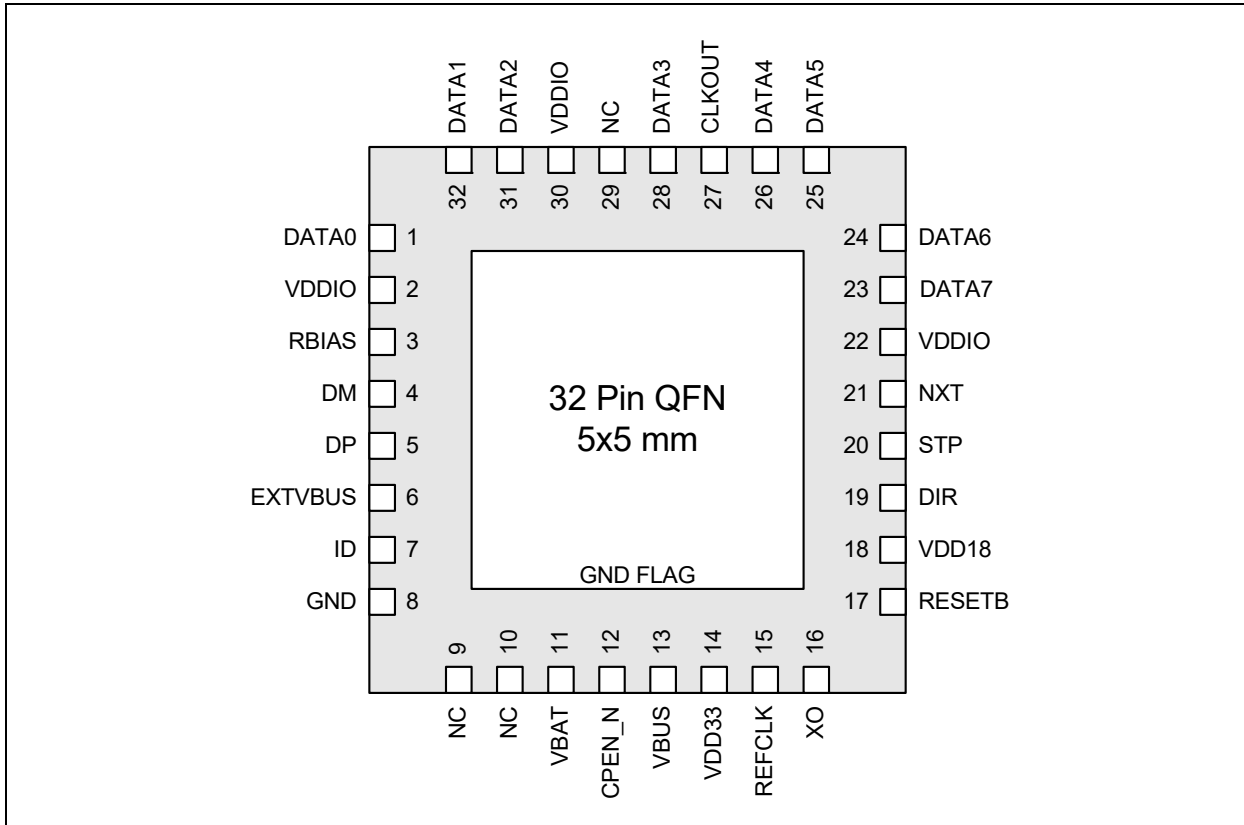 DATA1
DATA2
VDDIO
NC
DATA3
CLKOUT
DATA4
DATA5
32
31
30
29
28
27
26
25
DATA0 1
VDDIO 2
RBIAS 3
DM 4
DP 5
EXTVBUS 6
ID 7
GND 8
32 Pin QFN
5x5 mm
GND FLAG
24 DATA6
23 DATA7
22 VDDIO
21 NXT
20 STP
19 DIR
18 VDD18
17 RESETB
9
10
11
12
13
14
15
16
NC
NC
VBAT
CPEN_N
VBUS
VDD33
REFCLK
XO